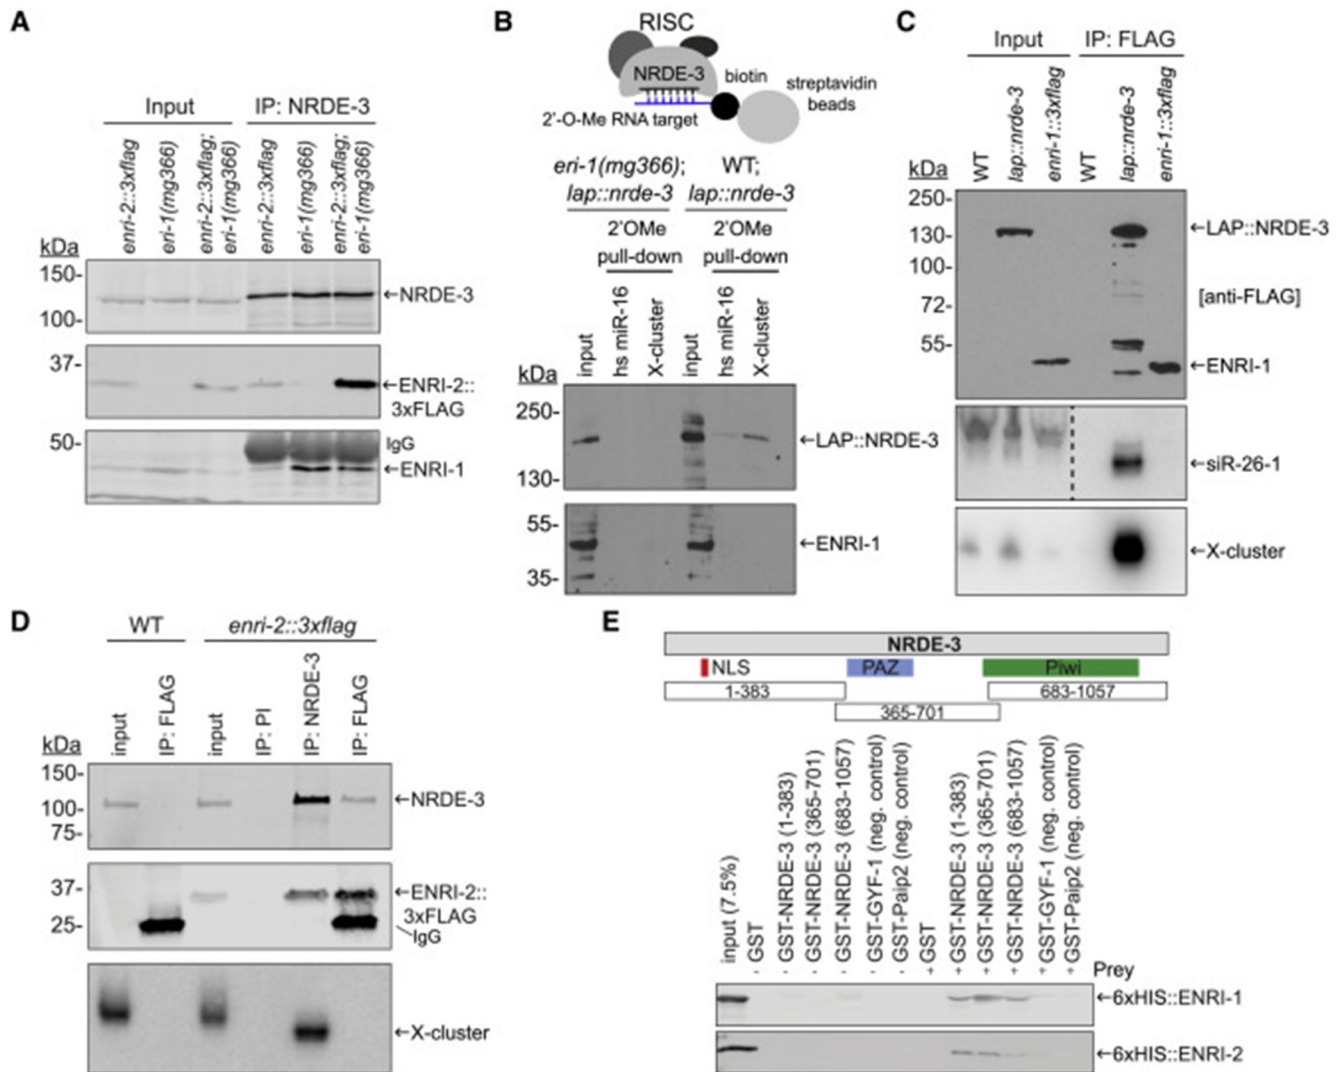 A
Input
IP: NRDE-3
enri-2::3xflag
eri-1(mg366)
enri-2::3xflag;
eri-1(mg366)
enri-2::3xflag
eri-1(mg366)
enri-2::3xflag;
eri-1(mg366)
kDa
150-
100-
←NRDE-3
37-
←ENRI-2::
3xFLAG
50-
IgG
←ENRI-1
B
RISC
NRDE-3
biotin
streptavidin
beads
2'-O-Me RNA target
eri-1(mg366);
lap::nrde-3
WT;
lap::nrde-3
2'OMe
pull-down
2'OMe
pull-down
input
hs miR-16
X-cluster
input
hs miR-16
X-cluster
kDa
250-
130-
←LAP::NRDE-3
55-
35-
←ENRI-1
C
Input
IP: FLAG
WT
lap::nrde-3
enri-1::3xflag
WT
lap::nrde-3
enri-1::3xflag
kDa
250-
130-
100-
72-
55-
←LAP::NRDE-3
[anti-FLAG]
←ENRI-1
←siR-26-1
←X-cluster
D
WT
enri-2::3xflag
input
IP: FLAG
input
IP: PI
IP: NRDE-3
IP: FLAG
kDa
150-
100-
75-
←NRDE-3
37-
25-
←ENRI-2::
3xFLAG
IgG
←X-cluster
E
NRDE-3
NLS
PAZ
Piwi
1-383
683-1057
365-701
input (7.5%)
- GST
- GST-NRDE-3 (1-383)
- GST-NRDE-3 (365-701)
- GST-NRDE-3 (683-1057)
- GST-GYF-1 (neg. control)
- GST-Paip2 (neg. control)
+ GST
+ GST-NRDE-3 (1-383)
+ GST-NRDE-3 (365-701)
+ GST-NRDE-3 (683-1057)
+ GST-GYF-1 (neg. control)
+ GST-Paip2 (neg. control)
Prey
←6xHIS::ENRI-1
←6xHIS::ENRI-2